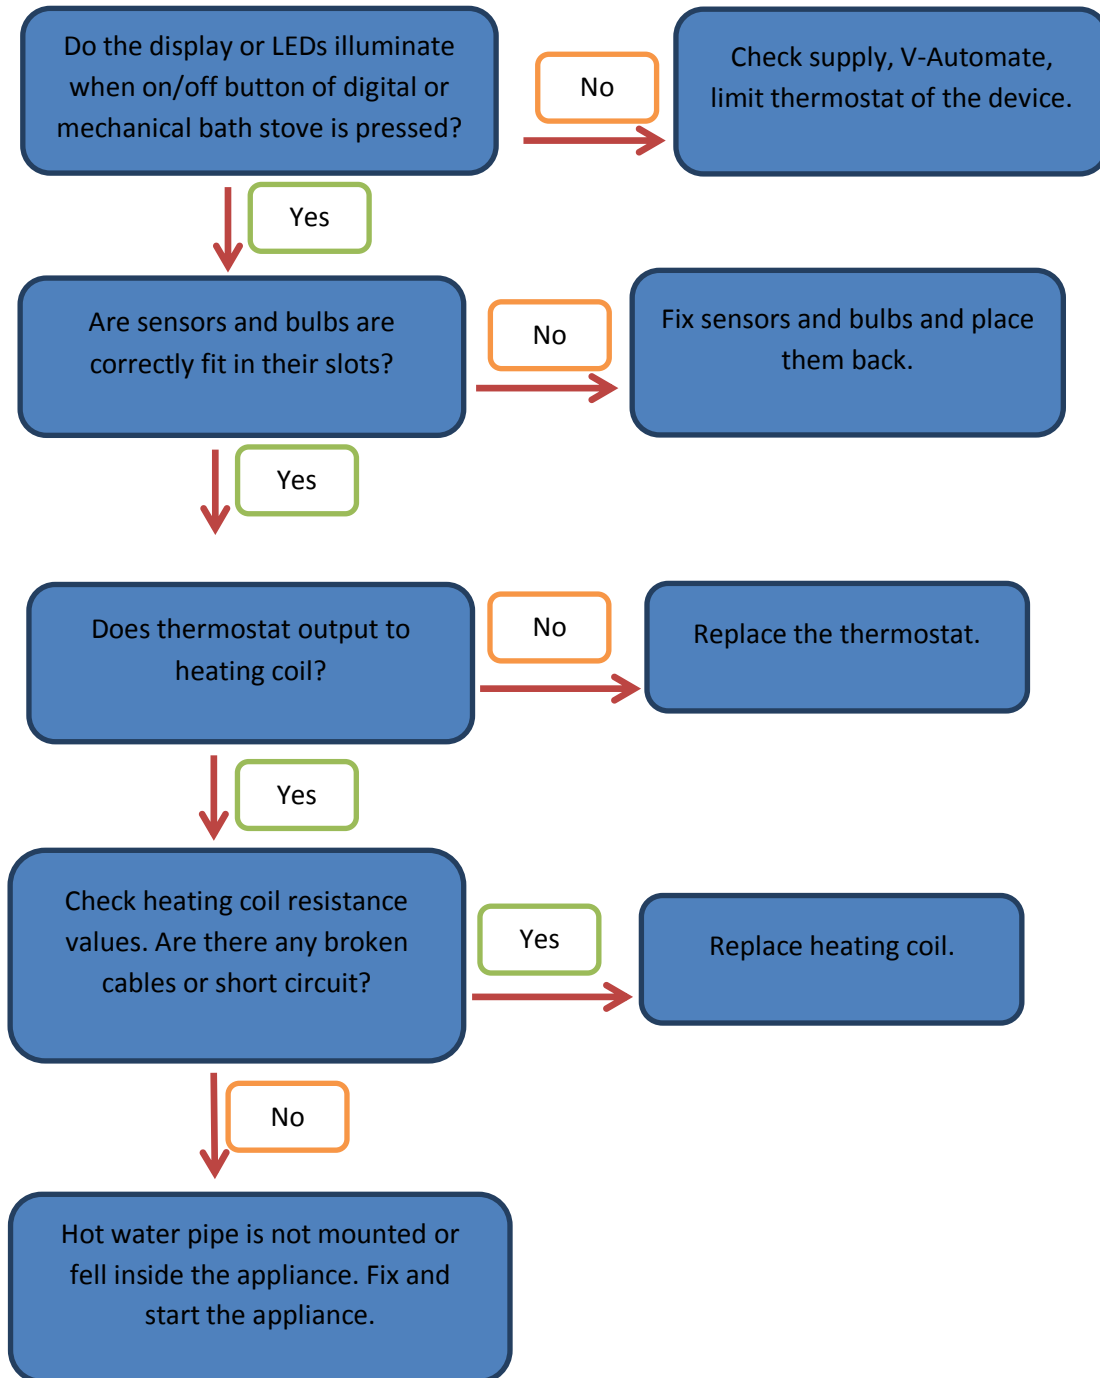 Do the display or LEDs illuminate
when on/off button of digital or
mechanical bath stove is pressed?
No
Check supply, V-Automate,
limit thermostat of the device.
Yes
Are sensors and bulbs are
correctly fit in their slots?
No
Fix sensors and bulbs and place
them back.
Yes
Does thermostat output to
heating coil?
No
Replace the thermostat.
Yes
Check heating coil resistance
values. Are there any broken
cables or short circuit?
Yes
Replace heating coil.
No
Hot water pipe is not mounted or
fell inside the appliance. Fix and
start the appliance.